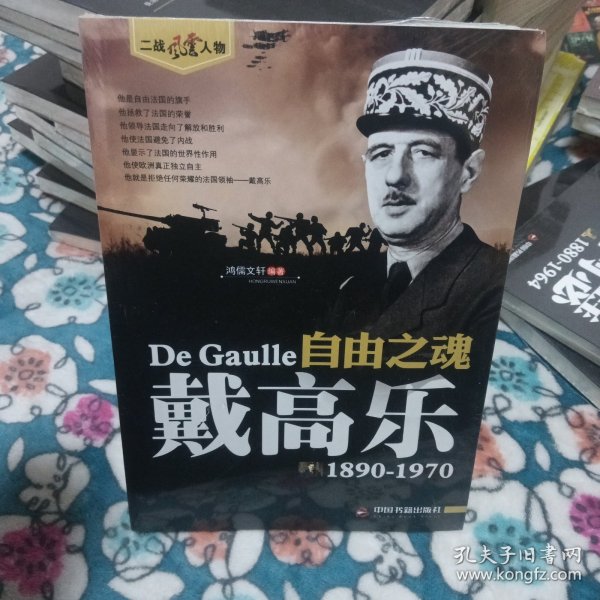 二战风云人物
他是自由法国的旗手
他拯救了法国的荣誉
他领导法国走向了解放和胜利
他使法国避免了内战
他显示了法国的世界性作用
他使欧洲真正独立自主
他就是拒绝任何荣耀的法国领袖——戴高乐
鸿儒文轩 编著
HONGRUWENXUAN
De Gaulle 自由之魂
戴高乐
1890-1970
中国书籍出版社
1880-1964
孔夫子旧书网
www.kongfz.com